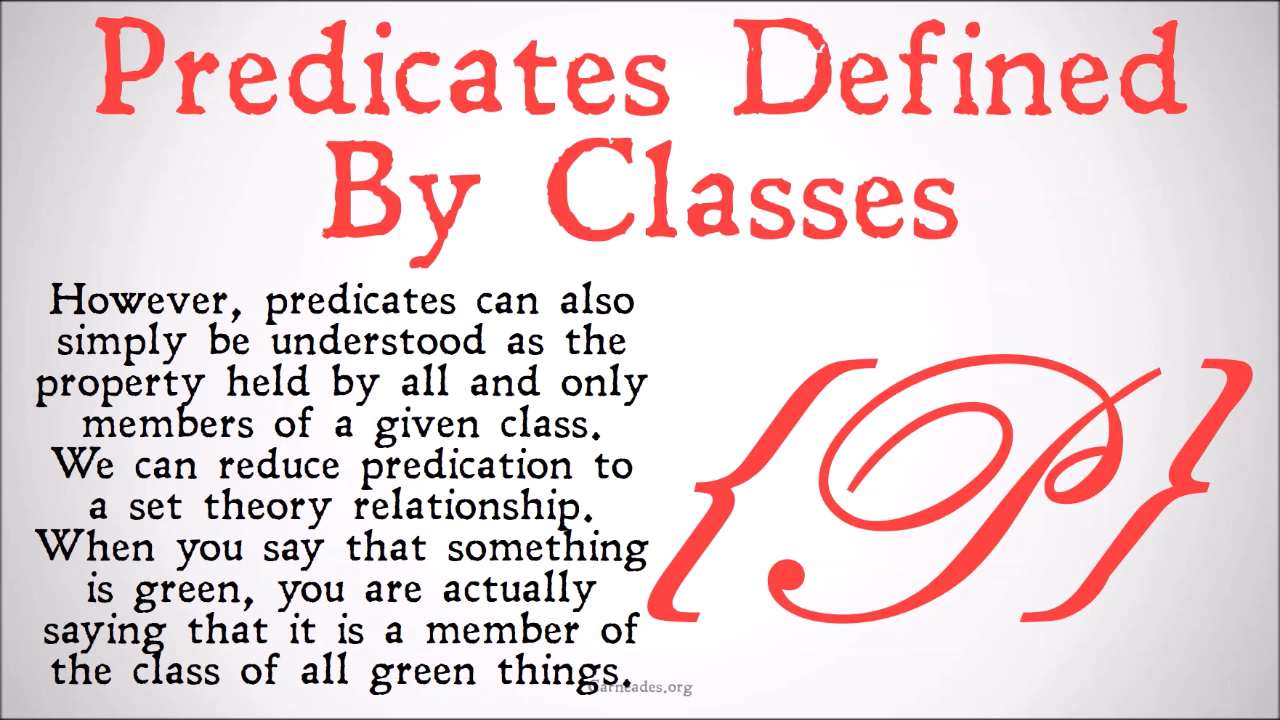 Predicates Defined
By Classes
However, predicates can also
simply be understood as the
property held by all and only
members of a given class.
We can reduce predication to
a set theory relationship.
When you say that something
is green, you are actually
saying that it is a member of
the class of all green things.
{P}
Carneades.org